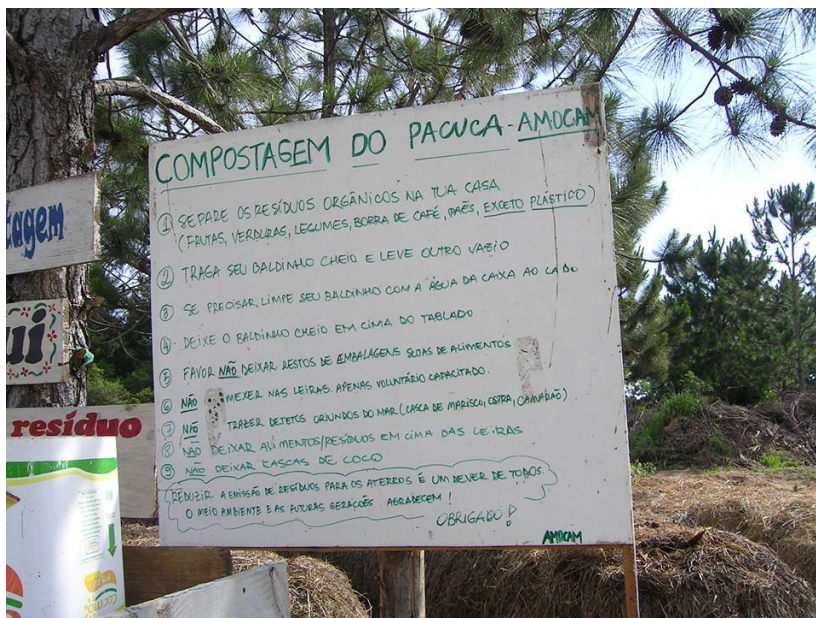 COMPOSTAGEM DO PACUCA - AMOCAM
① SEPARE OS RESÍDUOS ORGÂNICOS NA TUA CASA
(FRUTAS, VERDURAS, LEGUMES, BORRA DE CAFÉ, PAẼS, EXCETO PLÁSTICO)
② TRAGA SEU BALDINHO CHEIO E LEVE OUTRO VAZIO
③ SE PRECISAR, LIMPE SEU BALDINHO COM A ÁGUA DA CAIXA AO LADO
④ DEIXE O BALDINHO CHEIO EM CIMA DO TABLADO
⑤ FAVOR NÃO DEIXAR RESTOS DE EMBALAGENS SUJAS DE ALIMENTOS
⑥ NÃO MEXER NAS LEIRAS. APENAS VOLUNTÁRIO CAPACITADO.
⑦ NÃO TRAZER DEJETOS ORIUNDOS DO MAR (CASCA DE MARISCO, OSTRA, CAMARÃO)
⑧ NÃO DEIXAR ALIMENTOS/RESÍDUOS EM CIMA DAS LEIRAS
⑨ NÃO DEIXAR CASCAS DE COCO
REDUZIR A EMISSÃO DE RESÍDUOS PARA OS ATERROS É UM DEVER DE TODOS.
O MEIO AMBIENTE E AS FUTURAS GERAÇÕES AGRADECEM!
OBRIGADO!
AMOCAM
tagem
ui
resíduo